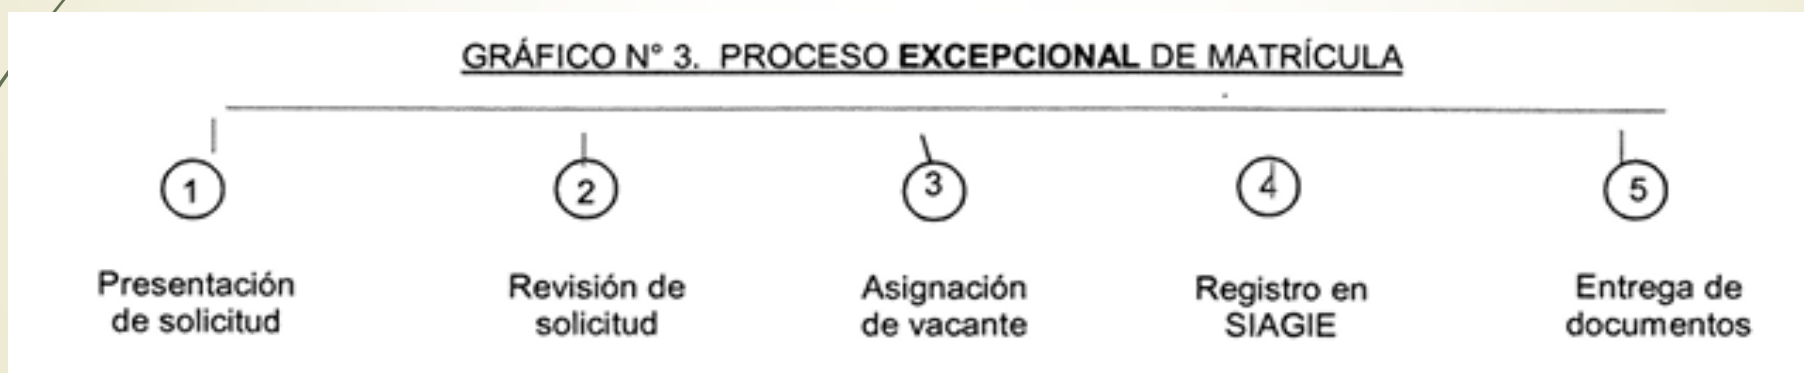 GRÁFICO N° 3. PROCESO EXCEPCIONAL DE MATRÍCULA
1
2
3
4
5
Presentación
de solicitud
Revisión de
solicitud
Asignación
de vacante
Registro en
SIAGIE
Entrega de
documentos